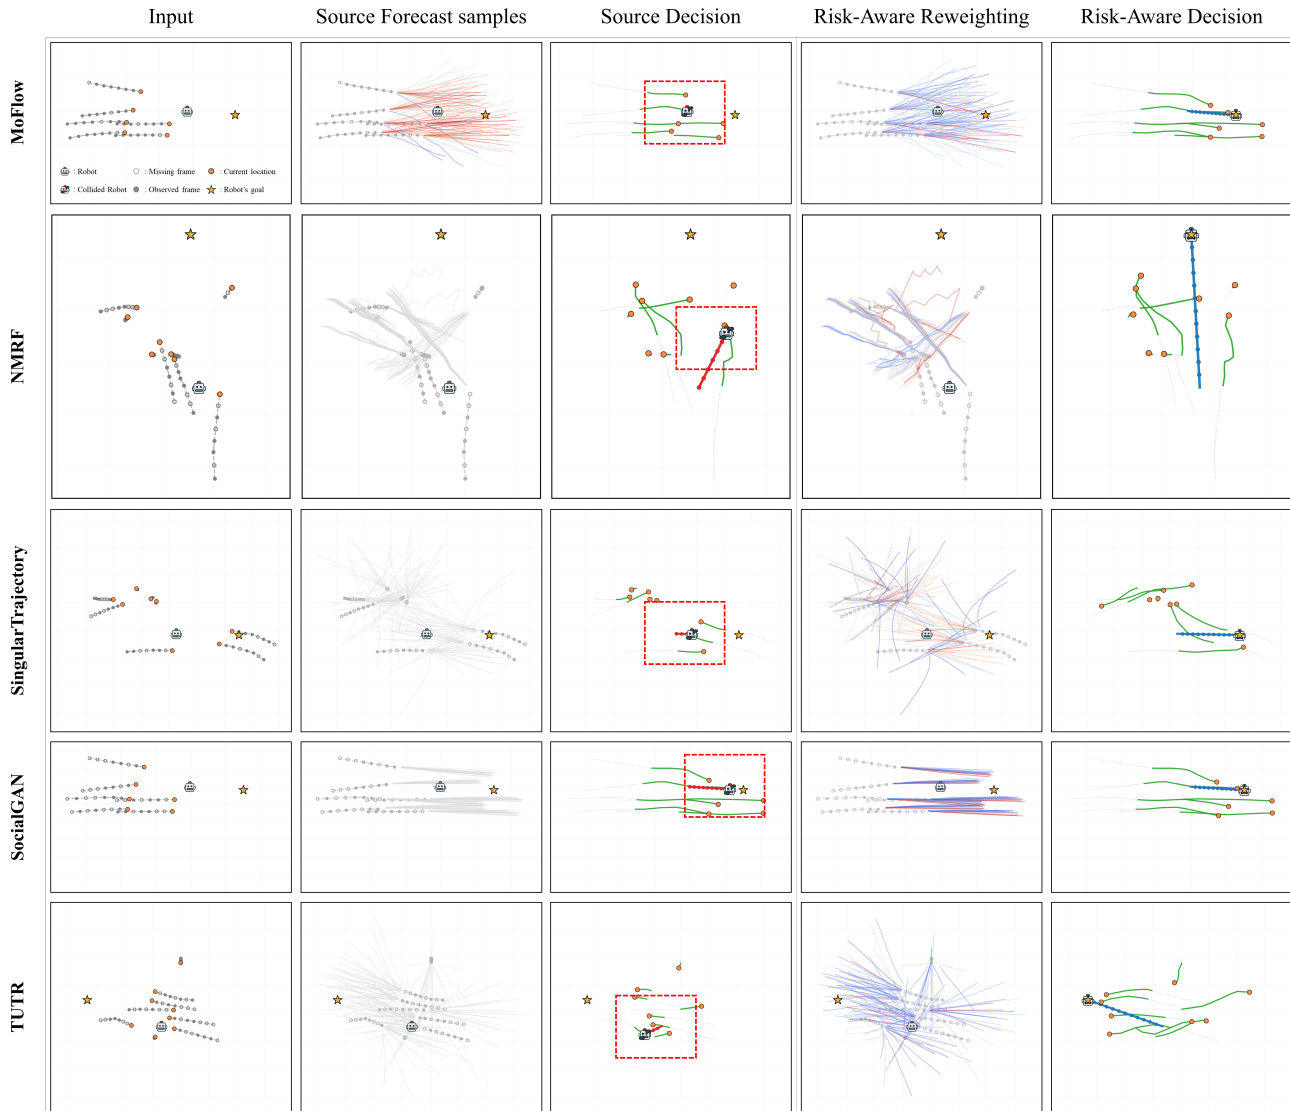 Input Source Forecast samples Source Decision Risk-Aware Reweighting Risk-Aware Decision
MoFlow
: Robot : Missing frame : Current location
: Collided Robot : Observed frame : Robot's goal
NMRF
SingularTrajectory
SocialGAN
TUTR